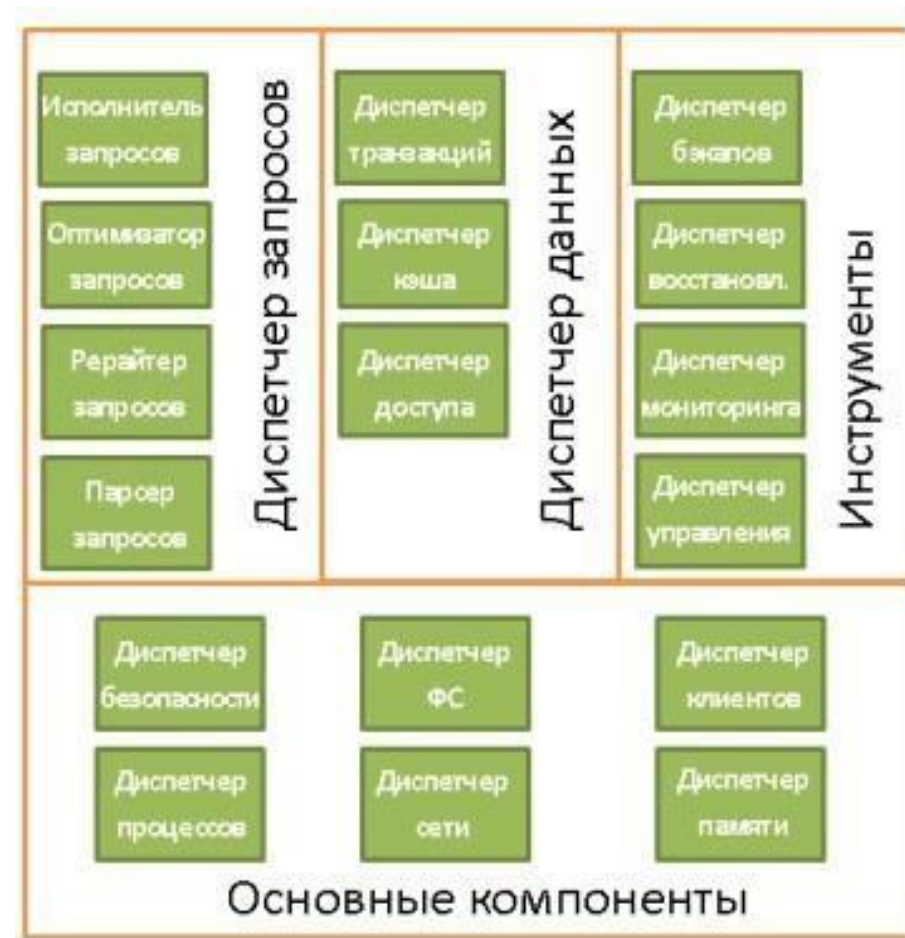 Исполнитель
запросов
Оптимизатор
запросов
Рерайтер
запросов
Парсер
запросов
Диспетчер запросов
Диспетчер
транзакций
Диспетчер
кэша
Диспетчер
доступа
Диспетчер данных
Диспетчер
бэкапов
Диспетчер
восстановл.
Диспетчер
мониторинга
Диспетчер
управления
Инструменты
Диспетчер
безопасности
Диспетчер
ФС
Диспетчер
клиентов
Диспетчер
процессов
Диспетчер
сети
Диспетчер
памяти
Основные компоненты